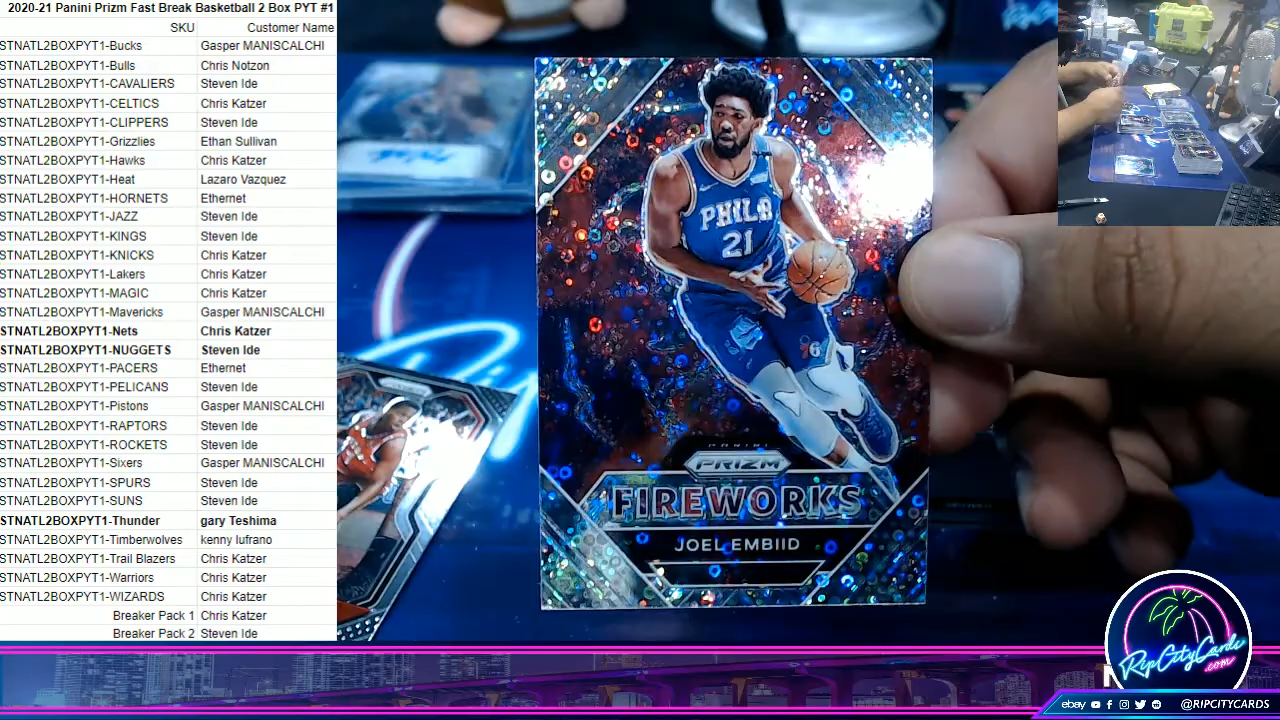 2020-21 Panini Prizm Fast Break Basketball 2 Box PYT #1
SKU Customer Name
STNATL2BOXPYT1-Bucks Gasper MANISCALCHI
STNATL2BOXPYT1-Bulls Chris Notzon
STNATL2BOXPYT1-CAVALIERS Steven Ide
STNATL2BOXPYT1-CELTICS Chris Katzer
STNATL2BOXPYT1-CLIPPERS Steven Ide
STNATL2BOXPYT1-Grizzlies Ethan Sullivan
STNATL2BOXPYT1-Hawks Chris Katzer
STNATL2BOXPYT1-Heat Lazaro Vazquez
STNATL2BOXPYT1-HORNETS Ethernet
STNATL2BOXPYT1-JAZZ Steven Ide
STNATL2BOXPYT1-KINGS Steven Ide
STNATL2BOXPYT1-KNICKS Chris Katzer
STNATL2BOXPYT1-Lakers Chris Katzer
STNATL2BOXPYT1-MAGIC Chris Katzer
STNATL2BOXPYT1-Mavericks Gasper MANISCALCHI
STNATL2BOXPYT1-Nets Chris Katzer
STNATL2BOXPYT1-NUGGETS Steven Ide
STNATL2BOXPYT1-PACERS Ethernet
STNATL2BOXPYT1-PELICANS Steven Ide
STNATL2BOXPYT1-Pistons Gasper MANISCALCHI
STNATL2BOXPYT1-RAPTORS Steven Ide
STNATL2BOXPYT1-ROCKETS Steven Ide
STNATL2BOXPYT1-Sixers Gasper MANISCALCHI
STNATL2BOXPYT1-SPURS Steven Ide
STNATL2BOXPYT1-SUNS Steven Ide
STNATL2BOXPYT1-Thunder gary Teshima
STNATL2BOXPYT1-Timberwolves kenny lufrano
STNATL2BOXPYT1-Trail Blazers Chris Katzer
STNATL2BOXPYT1-Warriors Chris Katzer
STNATL2BOXPYT1-WIZARDS Chris Katzer
Breaker Pack 1 Chris Katzer
Breaker Pack 2 Steven Ide
PHILA
21
76
PANINI
PRIZM
FIREWORKS
JOEL EMBIID
RipCityCards
.com
ebay @RIPCITYCARDS